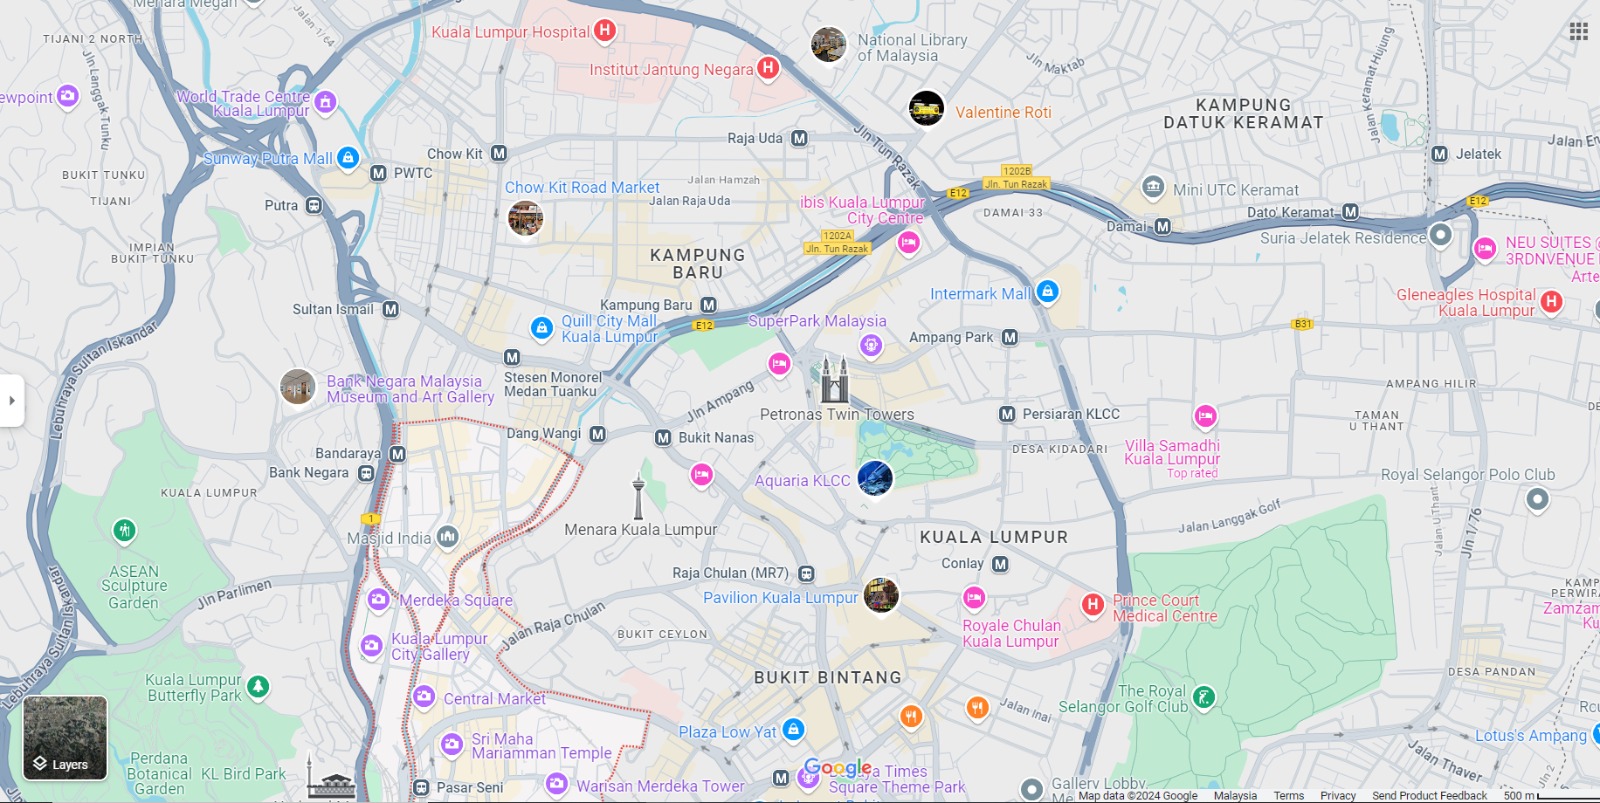 Menara Megan
Kuala Lumpur Hospital
H
TIJANI 2 NORTH
Jln 1/64
Institut Jantung Negara
H
National Library
of Malaysia
Jln Maktab
Jalan Keramat Hujung
Jln Langgak Tunku
ewpoint
World Trade Centre
Kuala Lumpur
Valentine Roti
KAMPUNG
DATUK KERAMAT
Jln Tun Razak
Raja Uda
Chow Kit
Sunway Putra Mall
PWTC
Jelatek
Jalan En
BUKIT TUNKU
TIJANI
Jalan Hamzah
Chow Kit Road Market
Jalan Raja Uda
1202B
Jln. Tun Razak
E12
Mini UTC Keramat
E12
Putra
ibis Kuala Lumpur
City Centre
DAMAI 33
Damai
Dato' Keramat
1202A
Jln. Tun Razak
Suria Jelatek Residence
NEU SUITES @
3RDNVENUE
Arte
IMPIAN
BUKIT TUNKU
KAMPUNG
BARU
Intermark Mall
Gleneagles Hospital
Kuala Lumpur
H
Sultan Ismail
Kampung Baru
Quill City Mall
Kuala Lumpur
E12
SuperPark Malaysia
Ampang Park
B31
Lebuhraya Sultan Iskandar
Stesen Monorel
Medan Tuanku
Bank Negara Malaysia
Museum and Art Gallery
Jln Ampang
Petronas Twin Towers
Persiaran KLCC
AMPANG HILIR
TAMAN
U THANT
Dang Wangi
Bukit Nanas
Bandaraya
Bank Negara
DESA KIDADARI
Villa Samadhi
Kuala Lumpur
Top rated
Royal Selangor Polo Club
Aquaria KLCC
KUALA LUMPUR
1
Masjid India
Menara Kuala Lumpur
KUALA LUMPUR
Jalan Langgak Golf
Jalan U Thant
Jln 1/76
ASEAN
Sculpture
Garden
Jln Parlimen
Raja Chulan (MR7)
Conlay
Pavilion Kuala Lumpur
Merdeka Square
Jalan Raja Chulan
Royale Chulan
Kuala Lumpur
H
Prince Court
Medical Centre
KAMP
PERWIR
Zamzam
Ku
Lebuhraya Sultan Iskandar
Kuala Lumpur
City Gallery
BUKIT CEYLON
BUKIT BINTANG
DESA PANDAN
Kuala Lumpur
Butterfly Park
Central Market
The Royal
Selangor Golf Club
Jalan Inai
Plaza Low Yat
Sri Maha
Mariamman Temple
Lotus's Ampang
Jalan Thaver
Jln 2
Layers
Perdana
Botanical
Garden
KL Bird Park
Pasar Seni
Warisan Merdeka Tower
Google
Times
Square Theme Park
Gallery Lobby
Map data ©2024 Google
Malaysia
Terms
Privacy
Send Product Feedback
500 m